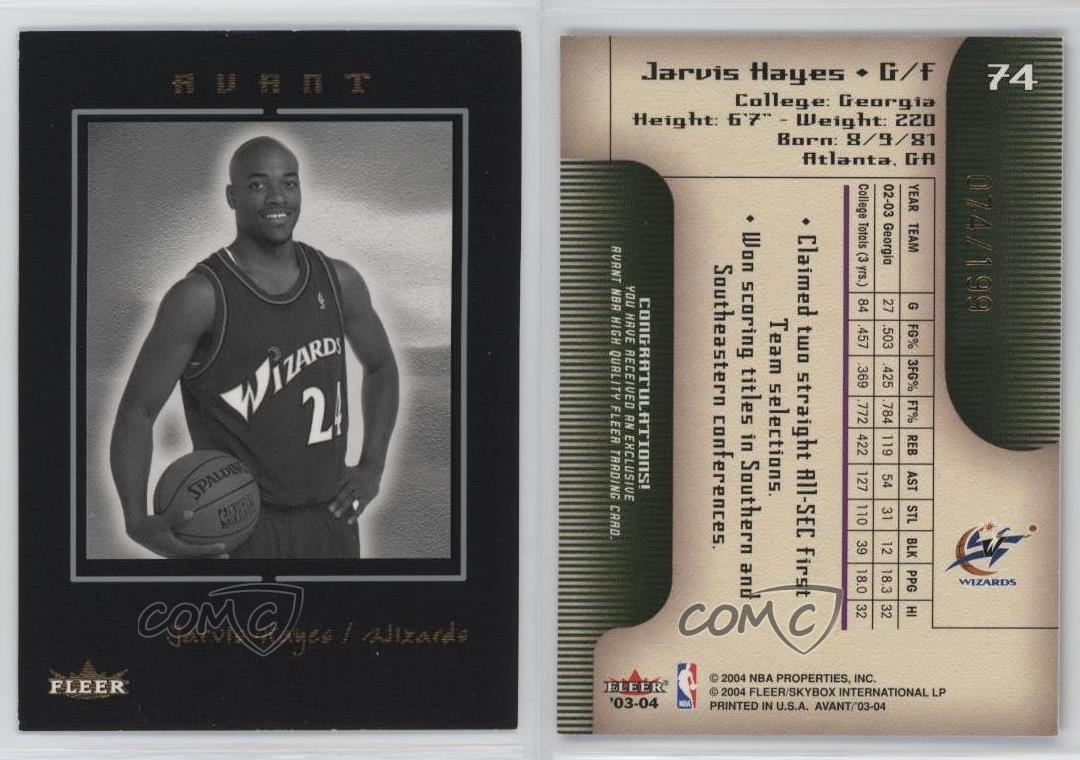 AVANT
WIZARDS
24
SPALDING
Jarvis Hayes / Wizards
FLEER
COMC
74
Jarvis Hayes • G/F
College: Georgia
Height: 6'7" - Weight: 220
Born: 8/9/81
Atlanta, GA
074/199
YEAR TEAM G FG% 3FG% FT% REB AST STL BLK PPG HI
02-03 Georgia 27 .503 .425 .784 119 54 31 12 18.3 32
College Totals (3 yrs.) 84 .457 .369 .772 422 127 110 39 18.0 32
• Claimed two straight All-SEC first
Team selections.
• Won scoring titles in Southern and
Southeastern conferences.
CONGRATULATIONS!
YOU HAVE RECEIVED AN EXCLUSIVE
AVANT NBA HIGH QUALITY FLEER TRADING CARD.
WIZARDS
COMC
FLEER
'03-04
NBA
© 2004 NBA PROPERTIES, INC.
© 2004 FLEER/SKYBOX INTERNATIONAL LP
PRINTED IN U.S.A. AVANT/'03-04